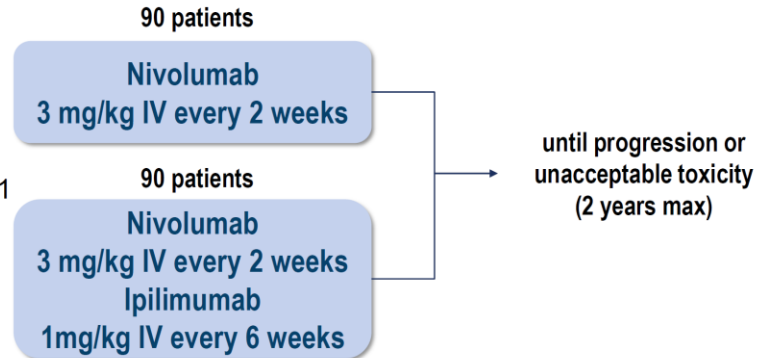 90 patients
Nivolumab
3 mg/kg IV every 2 weeks
1
90 patients
Nivolumab
3 mg/kg IV every 2 weeks
Ipilimumab
1mg/kg IV every 6 weeks
until progression or
unacceptable toxicity
(2 years max)